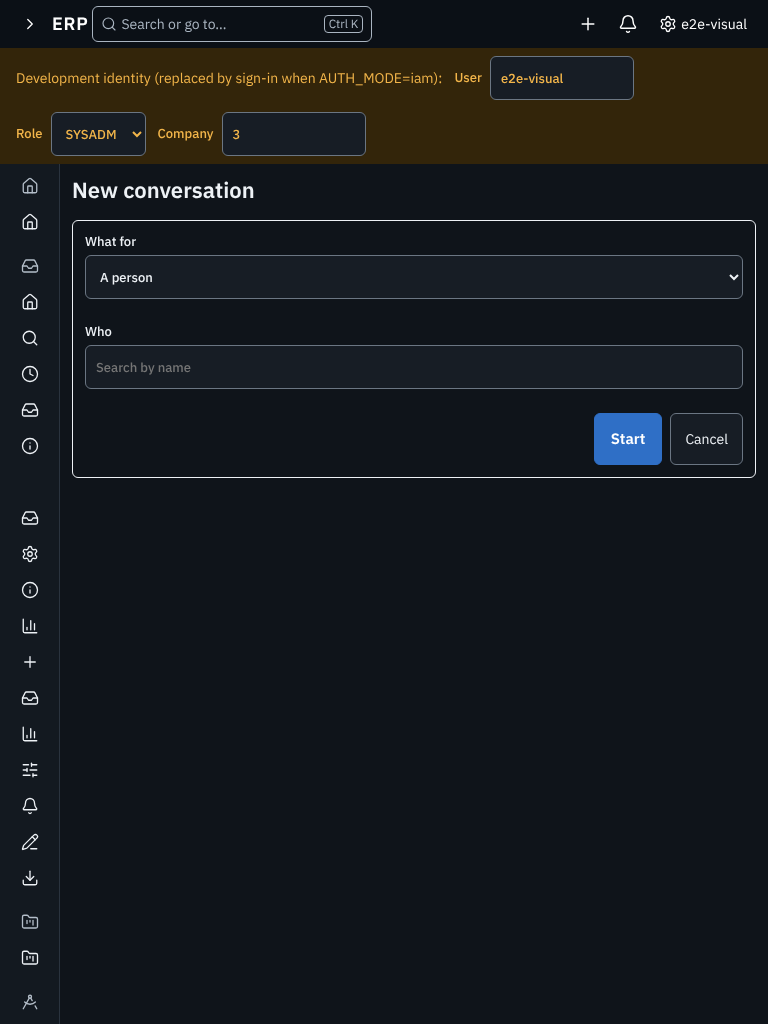 ERP
Search or go to...
Ctrl K
e2e-visual
Development identity (replaced by sign-in when AUTH_MODE=iam):
User
e2e-visual
Role
SYSADM
Company
3
New conversation
What for
A person
Who
Search by name
Start
Cancel